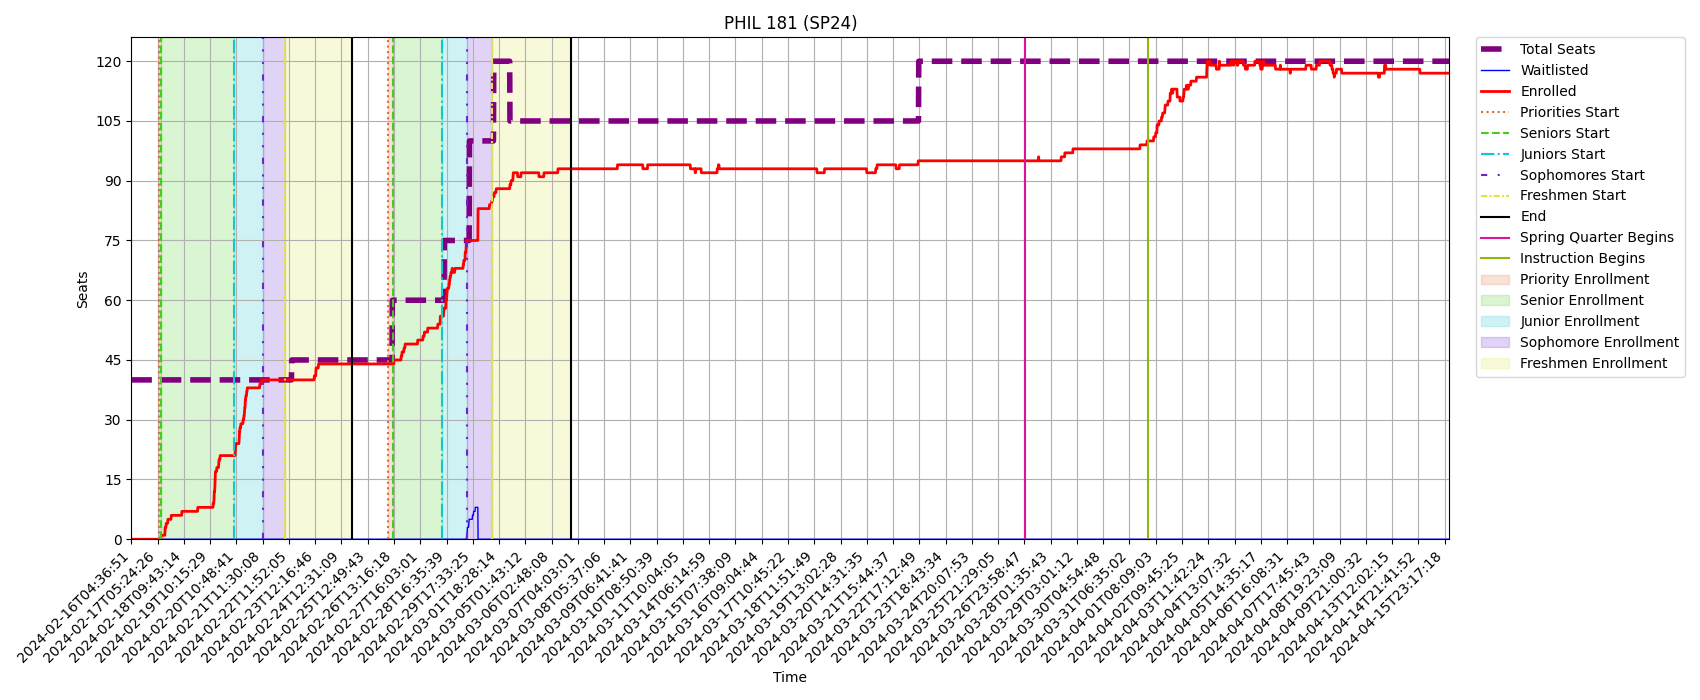 PHIL 181 (SP24)
Seats
120
105
90
75
60
45
30
15
0
2024-02-16T04:36:51
2024-02-17T05:24:26
2024-02-18T09:43:14
2024-02-19T10:15:29
2024-02-20T10:48:41
2024-02-21T11:30:08
2024-02-22T11:52:05
2024-02-23T12:16:46
2024-02-24T12:31:09
2024-02-25T12:49:43
2024-02-26T13:16:18
2024-02-27T16:03:01
2024-02-28T16:35:39
2024-02-29T17:33:23
2024-03-01T18:28:14
2024-03-05T01:43:12
2024-03-06T02:48:08
2024-03-07T04:03:01
2024-03-08T05:37:06
2024-03-09T06:41:41
2024-03-10T08:50:39
2024-03-11T10:04:05
2024-03-14T06:14:59
2024-03-15T07:38:09
2024-03-16T09:04:44
2024-03-17T10:45:22
2024-03-18T11:51:49
2024-03-19T13:02:28
2024-03-20T14:31:35
2024-03-21T15:44:37
2024-03-22T17:12:49
2024-03-23T18:43:34
2024-03-24T20:07:53
2024-03-25T21:29:05
2024-03-26T23:58:47
2024-03-28T01:35:43
2024-03-29T03:01:12
2024-03-30T04:54:48
2024-03-31T06:35:02
2024-04-01T08:09:03
2024-04-02T09:45:25
2024-04-03T11:42:24
2024-04-04T13:07:32
2024-04-05T14:35:17
2024-04-06T16:08:31
2024-04-07T17:45:43
2024-04-08T19:23:09
2024-04-09T21:00:32
2024-04-13T12:02:15
2024-04-14T21:41:52
2024-04-15T23:17:18
Time
Total Seats
Waitlisted
Enrolled
Priorities Start
Seniors Start
Juniors Start
Sophomores Start
Freshmen Start
End
Spring Quarter Begins
Instruction Begins
Priority Enrollment
Senior Enrollment
Junior Enrollment
Sophomore Enrollment
Freshmen Enrollment